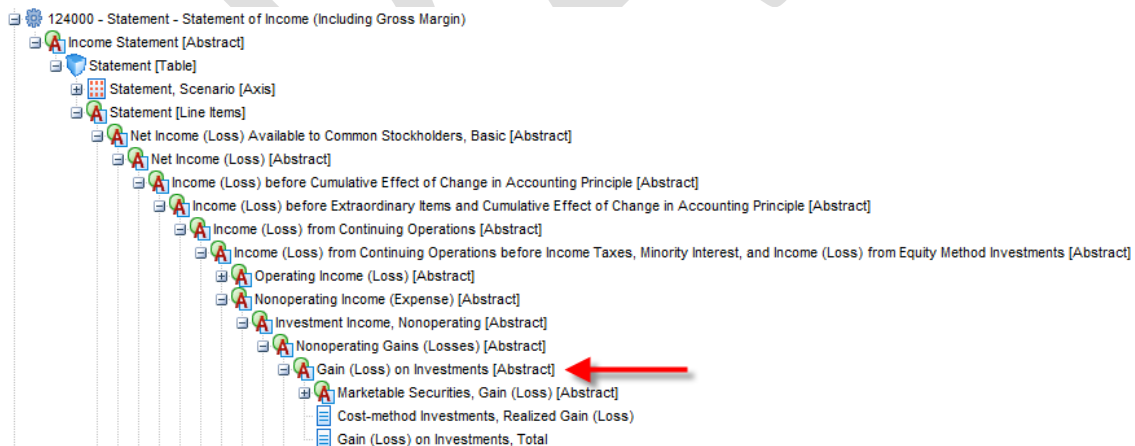 124000 - Statement - Statement of Income (Including Gross Margin)
Income Statement [Abstract]
Statement [Table]
Statement, Scenario [Axis]
Statement [Line Items]
Net Income (Loss) Available to Common Stockholders, Basic [Abstract]
Net Income (Loss) [Abstract]
Income (Loss) before Cumulative Effect of Change in Accounting Principle [Abstract]
Income (Loss) before Extraordinary Items and Cumulative Effect of Change in Accounting Principle [Abstract]
Income (Loss) from Continuing Operations [Abstract]
Income (Loss) from Continuing Operations before Income Taxes, Minority Interest, and Income (Loss) from Equity Method Investments [Abstract]
Operating Income (Loss) [Abstract]
Nonoperating Income (Expense) [Abstract]
Investment Income, Nonoperating [Abstract]
Nonoperating Gains (Losses) [Abstract]
Gain (Loss) on Investments [Abstract]
Marketable Securities, Gain (Loss) [Abstract]
Cost-method Investments, Realized Gain (Loss)
Gain (Loss) on Investments, Total